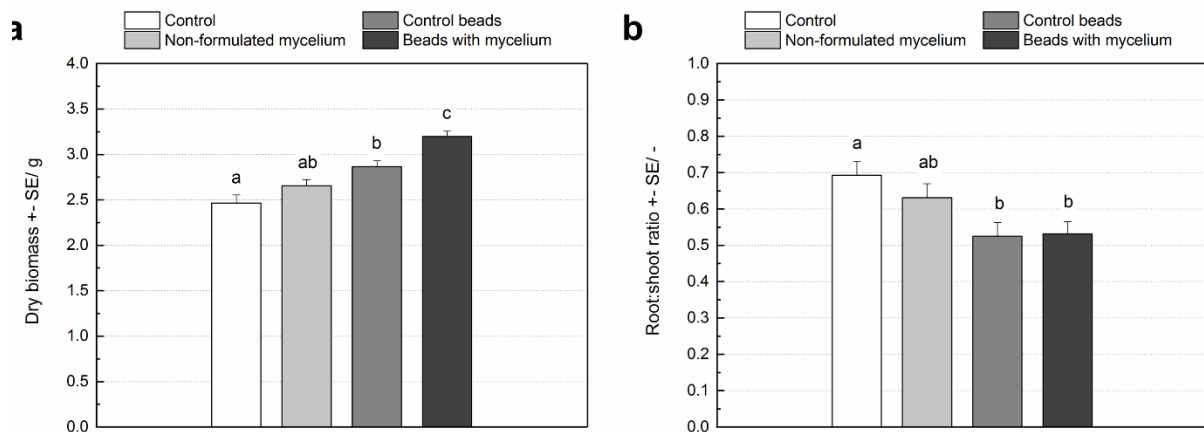 a
Control
Control beads
Non-formulated mycelium
Beads with mycelium
4.0
3.5
3.0
2.5
2.0
1.5
1.0
0.5
0.0
Dry biomass +- SE/ g
a
ab
b
c
b
Control
Control beads
Non-formulated mycelium
Beads with mycelium
1.0
0.9
0.8
0.7
0.6
0.5
0.4
0.3
0.2
0.1
0.0
Root:shoot ratio +- SE/ -
a
ab
b
b